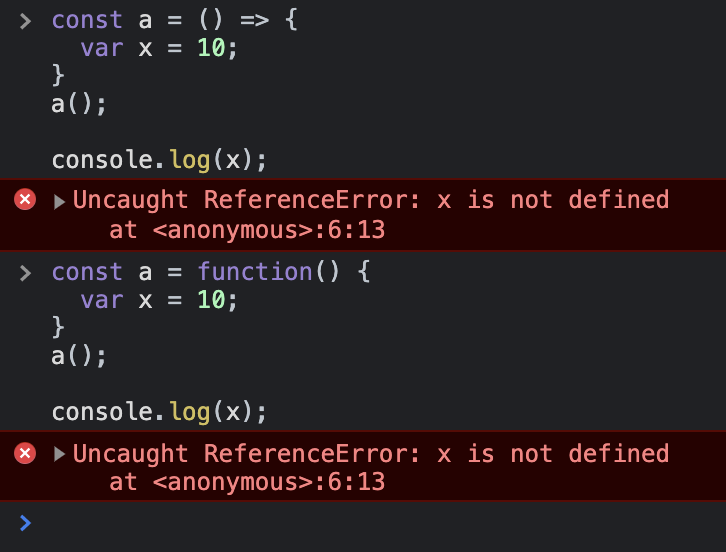 const a = () => {
  var x = 10;
}
a();

console.log(x);
Uncaught ReferenceError: x is not defined
    at <anonymous>:6:13
const a = function() {
  var x = 10;
}
a();

console.log(x);
Uncaught ReferenceError: x is not defined
    at <anonymous>:6:13